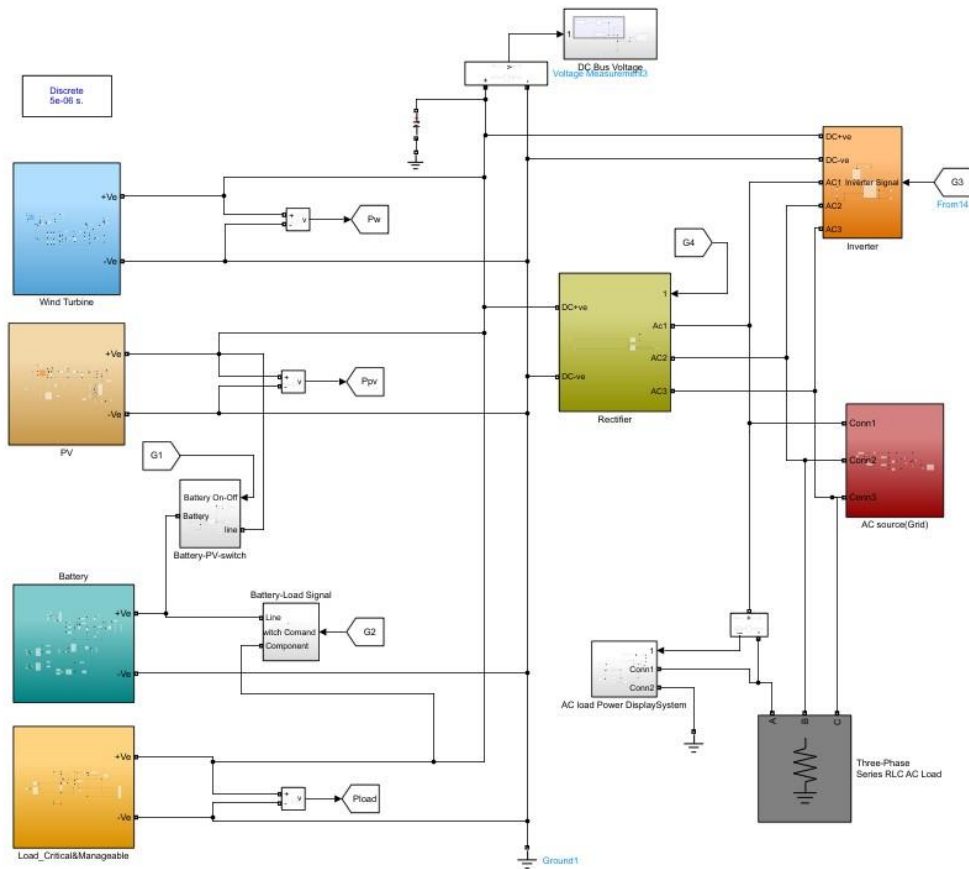 Discrete
5e-06 s.
1
DC Bus Voltage
Voltage Measurement3
v
+
-
Wind Turbine
+Ve
-Ve
+
-
v
Pw
DC+ve
DC-ve
AC1
Inverter Signal
AC2
AC3
Inverter
G3
From14
G4
1
DC+ve
Ac1
AC2
DC-ve
AC3
Rectifier
PV
+Ve
-Ve
+
-
v
Ppv
G1
Battery On-Off
Battery
line
Battery-PV-switch
Conn1
Conn2
Conn3
AC source(Grid)
Battery
+Ve
-Ve
Battery-Load Signal
Line
witch Comand
Component
G2
1
Conn1
Conn2
AC load Power DisplaySystem
A
B
C
Three-Phase
Series RLC AC Load
+Ve
-Ve
+
-
v
Pload
Load_Critical&Manageable
Ground1